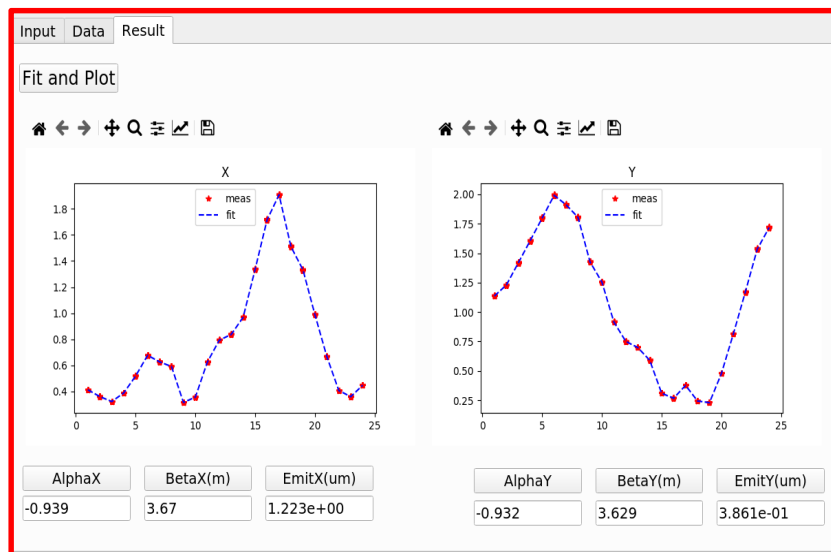 Input Data Result
Fit and Plot
X
meas
fit
1.8
1.6
1.4
1.2
1.0
0.8
0.6
0.4
0 5 10 15 20 25
Y
meas
fit
2.00
1.75
1.50
1.25
1.00
0.75
0.50
0.25
0 5 10 15 20 25
AlphaX BetaX(m) EmitX(um)
-0.939 3.67 1.223e+00
AlphaY BetaY(m) EmitY(um)
-0.932 3.629 3.861e-01